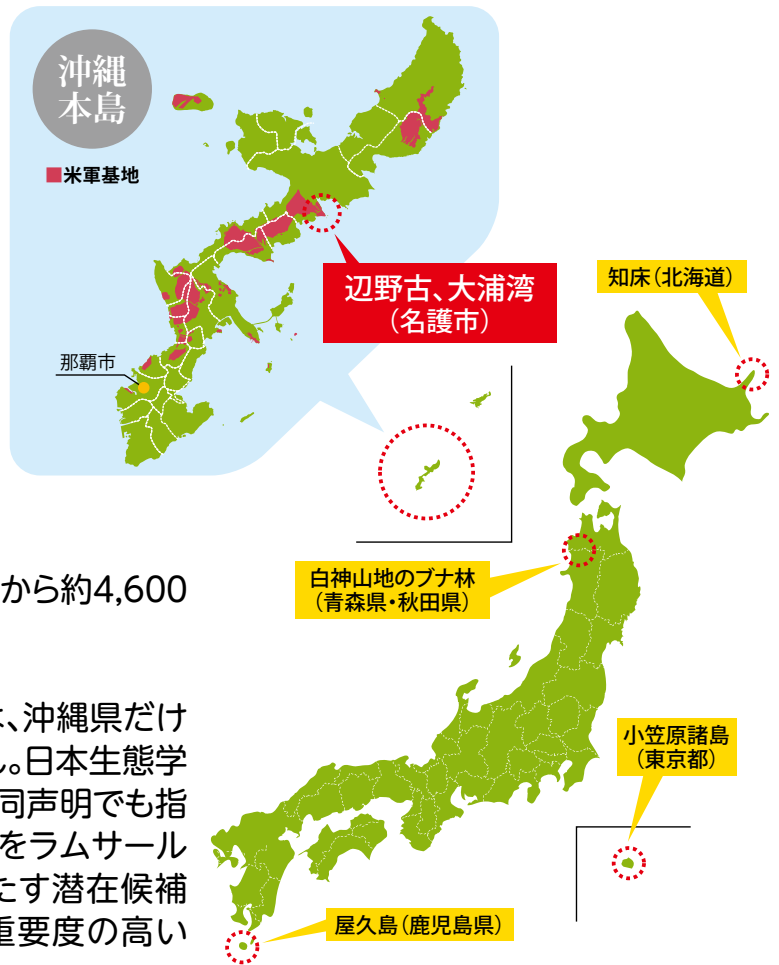 沖縄
本島
■米軍基地
辺野古、大浦湾
（名護市）
那覇市
知床（北海道）
白神山地のブナ林
（青森県・秋田県）
小笠原諸島
（東京都）
屋久島（鹿児島県）
から約4,600
、沖縄県だけ
ん。日本生態学
同声明でも指
をラムサール
たす潜在候補
重要度の高い